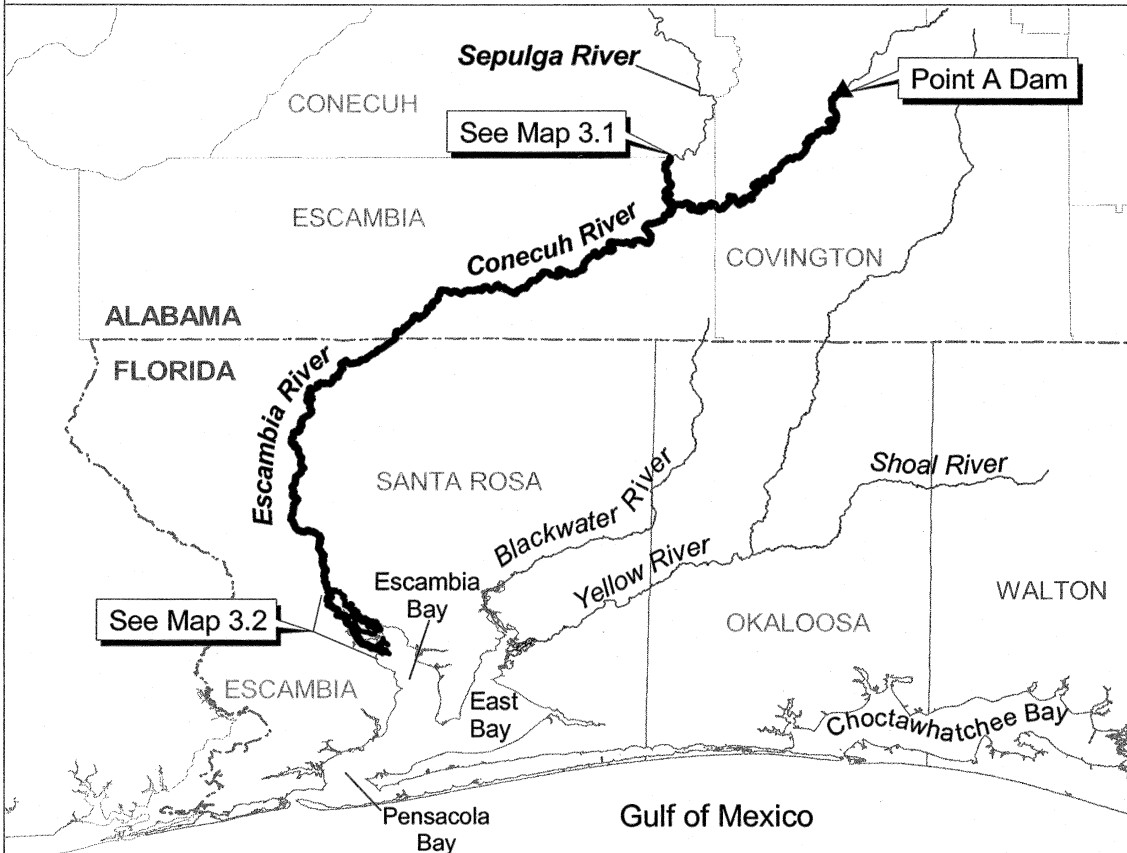 Sepulga River
Point A Dam
CONECUH
See Map 3.1
ESCAMBIA
Conecuh River
COVINGTON
ALABAMA
FLORIDA
Escambia River
Shoal River
SANTA ROSA
Blackwater River
Yellow River
Escambia
Bay
WALTON
See Map 3.2
OKALOOSA
ESCAMBIA
East
Bay
Choctawhatchee Bay
Pensacola
Bay
Gulf of Mexico